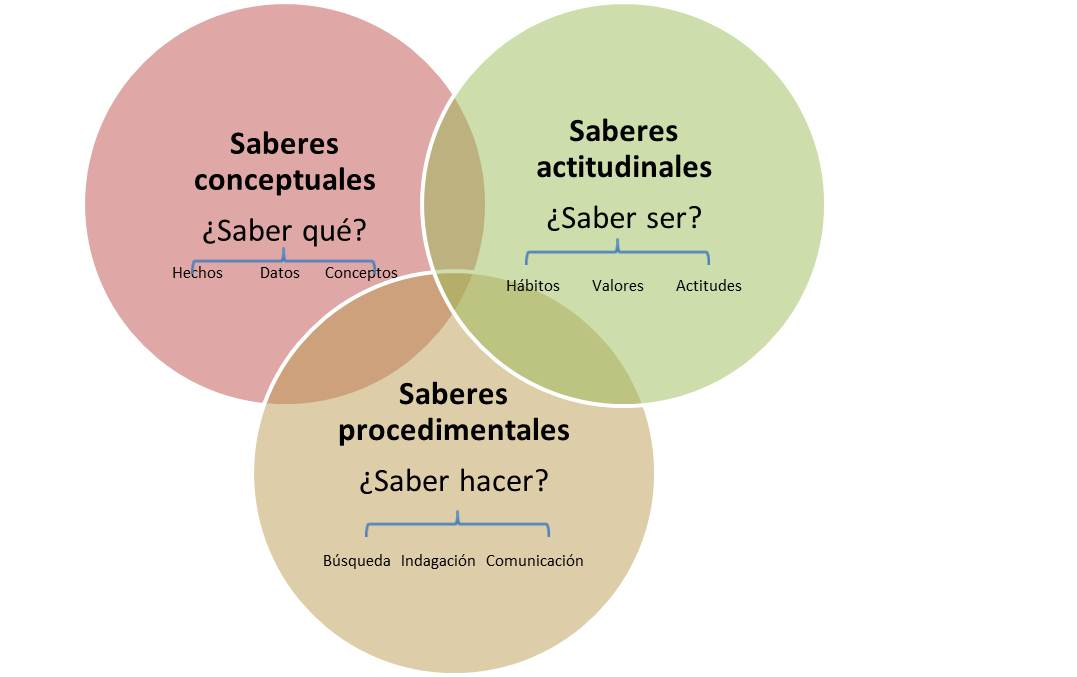 Saberes
conceptuales
¿Saber qué?
Hechos Datos Conceptos
Saberes
actitudinales
¿Saber ser?
Hábitos Valores Actitudes
Saberes
procedimentales
¿Saber hacer?
Búsqueda Indagación Comunicación